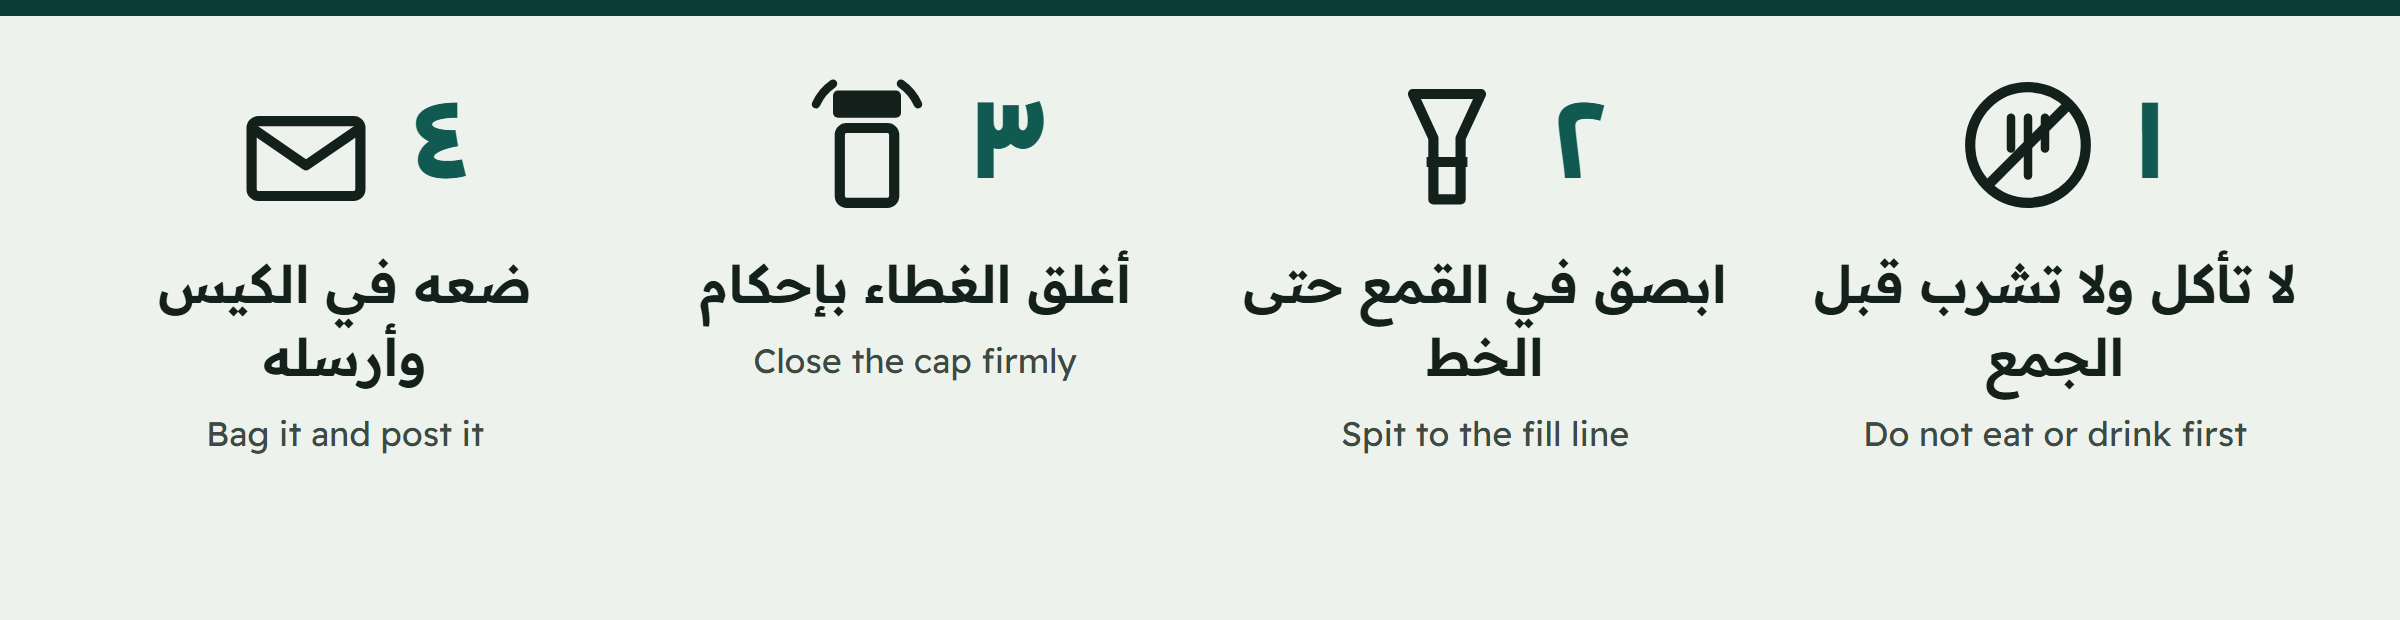 ١
لا تأكل ولا تشرب قبل
الجمع
Do not eat or drink first
٢
ابصق في القمع حتى
الخط
Spit to the fill line
٣
أغلق الغطاء بإحكام
Close the cap firmly
٤
ضعه في الكيس
وأرسله
Bag it and post it